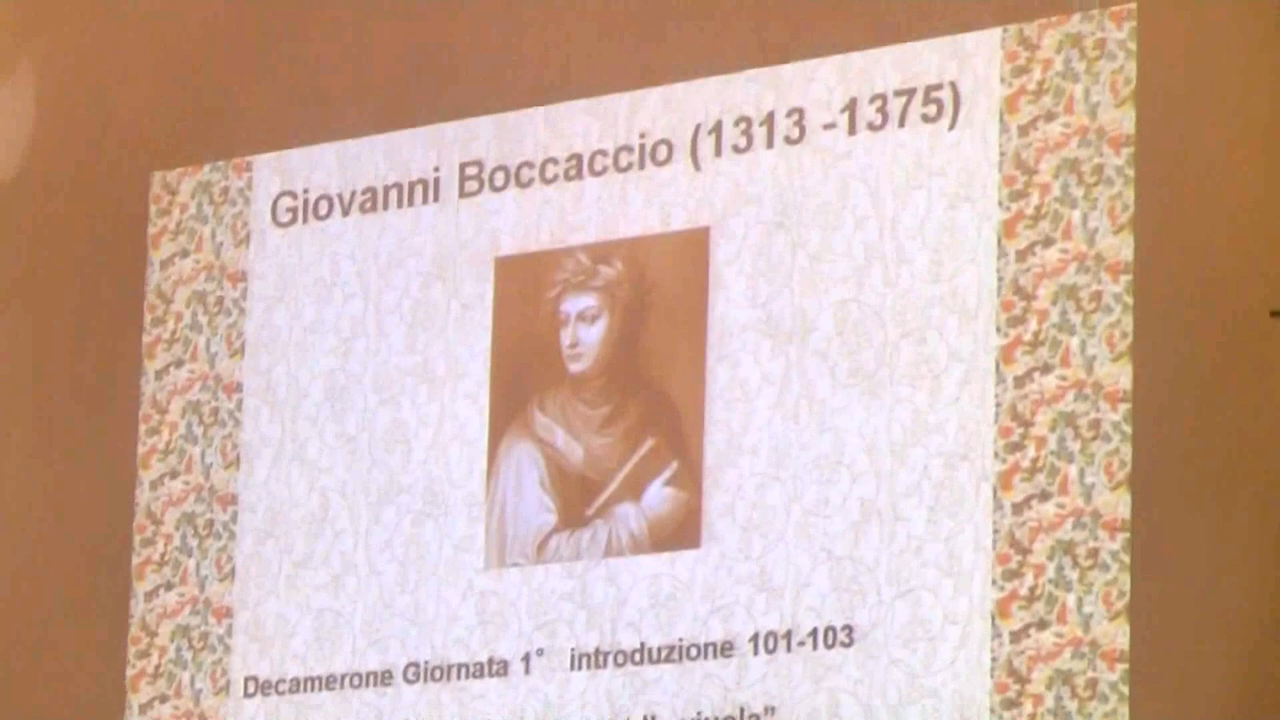 Giovanni Boccaccio (1313 -1375)
Decamerone Giornata 1° introduzione 101-103